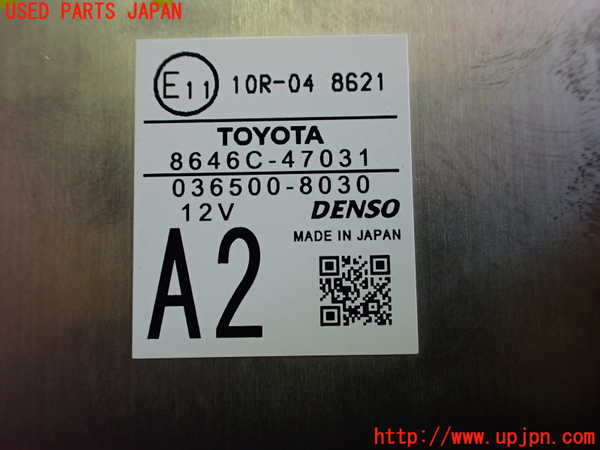 USED PARTS JAPAN
E11 10R-04 8621
TOYOTA
8646C-47031
036500-8030
12V DENSO
MADE IN JAPAN
A2
http://www.upjpn.com/